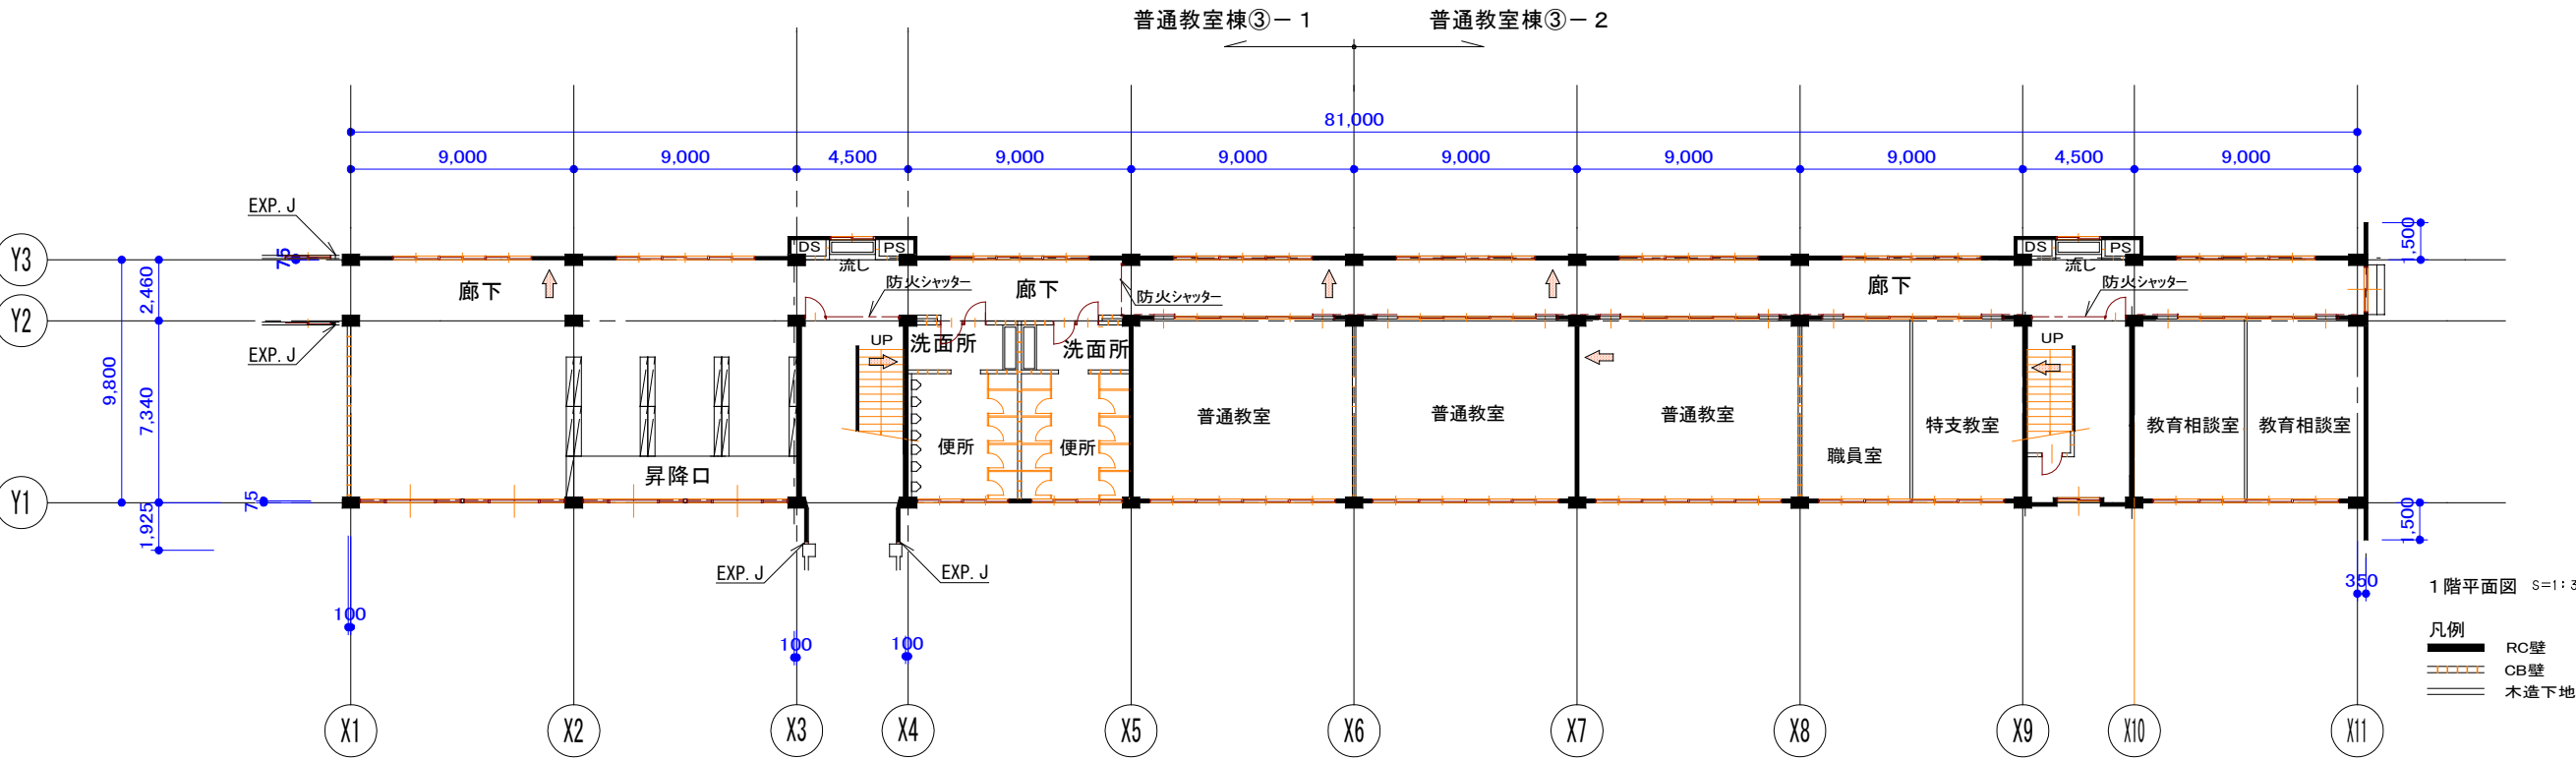 普通教室棟③－１ 普通教室棟③－２
81,000
9,000 9,000 4,500 9,000 9,000 9,000 9,000 9,000 4,500 9,000
EXP. J
1,500
DS PS
DS PS
Y3
75
流し
流し
2,460
廊下
防火シャッター
廊下
防火シャッター
廊下
防火シャッター
Y2
EXP. J
UP
洗面所
洗面所
UP
9,800
7,340
普通教室
普通教室
普通教室
特支教室
教育相談室
教育相談室
便所
便所
職員室
昇降口
Y1
75
1,925
1,500
EXP. J
EXP. J
350
１階平面図 S=1:3
100
100
100
凡例
RC壁
CB壁
木造下地
X1 X2 X3 X4 X5 X6 X7 X8 X9 X10 X11